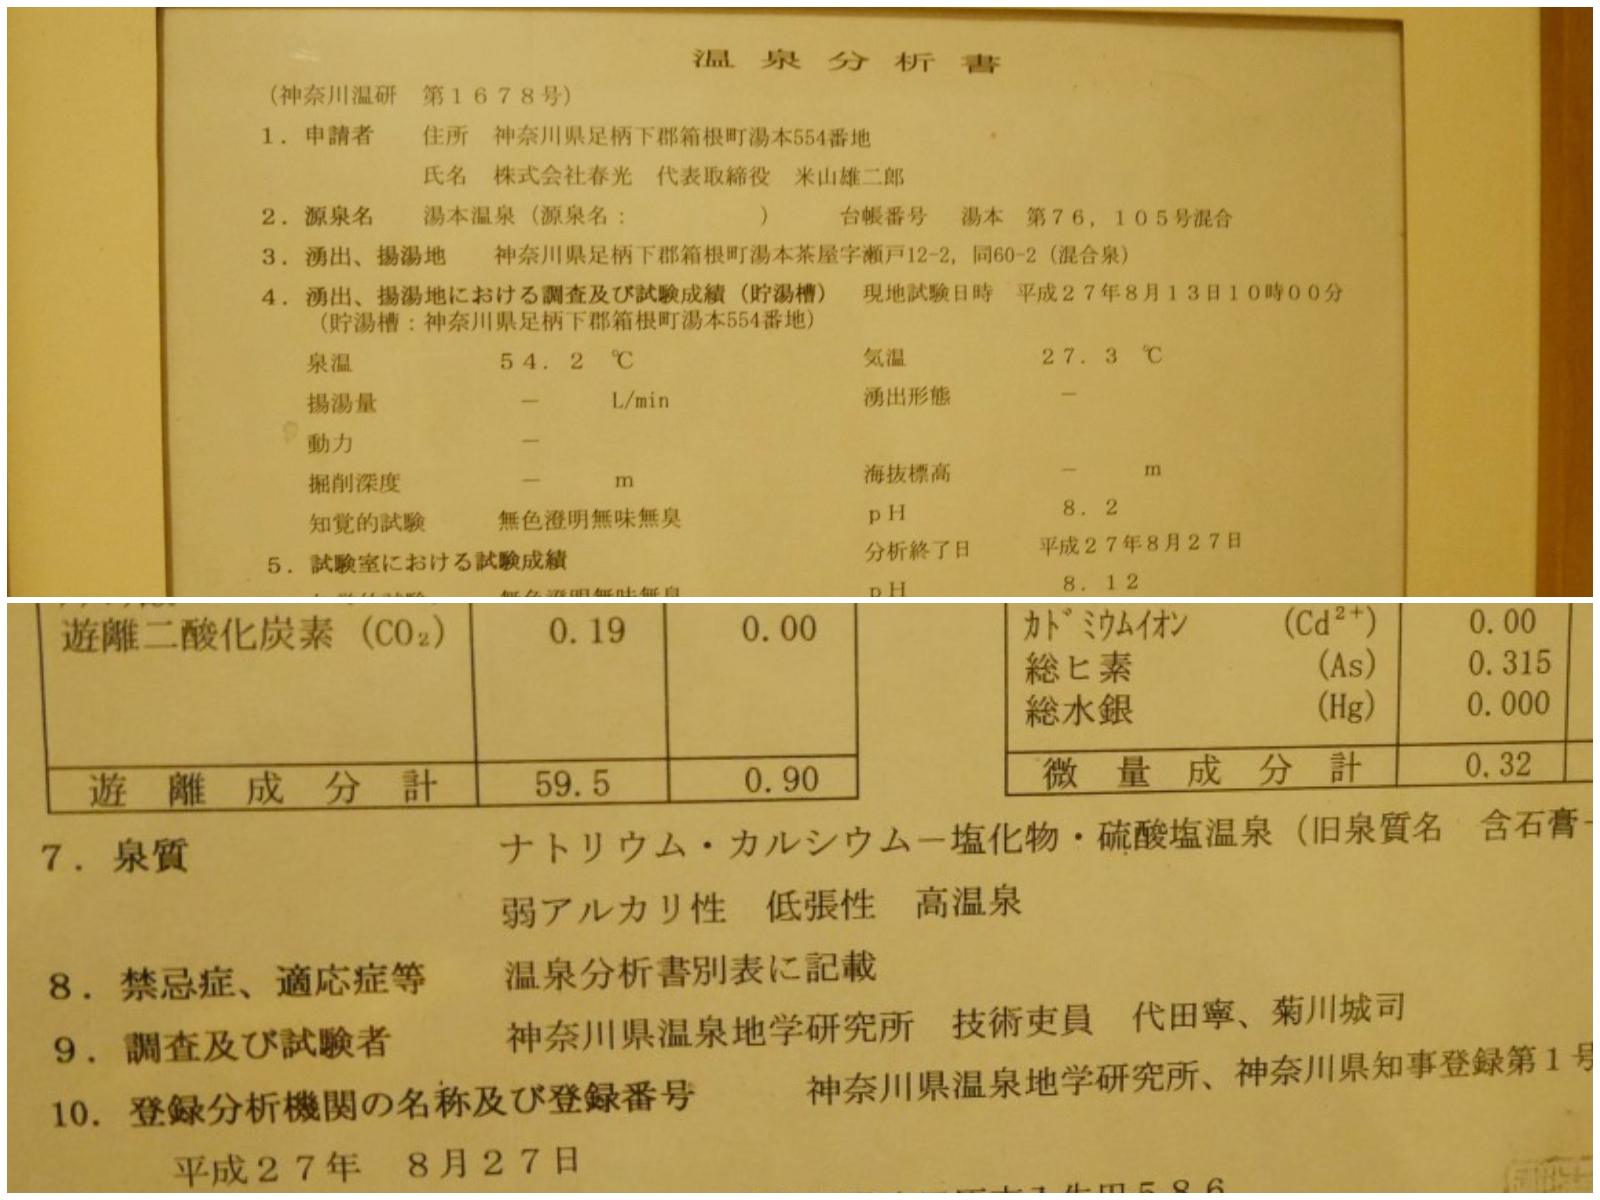 温泉分析書
(神奈川温研　第１６７８号)
１．申請者　住所　神奈川県足柄下郡箱根町湯本554番地
氏名　株式会社春光　代表取締役　米山雄二郎
２．源泉名　湯本温泉（源泉名：　　　　　）　台帳番号　湯本　第７６，１０５号混合
３．湧出、揚湯地　神奈川県足柄下郡箱根町湯本茶屋字瀬戸12-2，同60-2（混合泉）
４．湧出、揚湯地における調査及び試験成績（貯湯槽）　現地試験日時　平成２７年８月１３日１０時００分
（貯湯槽：神奈川県足柄下郡箱根町湯本554番地）
泉温　５４．２　℃　気温　２７．３　℃
揚湯量　－　L/min　湧出形態　－
動力　－
掘削深度　－　m　海抜標高　－　m
知覚的試験　無色澄明無味無臭　pH　８．２
５．試験室における試験成績　分析終了日　平成２７年８月２７日
無色澄明無味無臭　pH　８．１２
遊離二酸化炭素（CO₂）　0.19　0.00　カドミウムイオン　(Cd²⁺)　0.00
総ヒ素　(As)　0.315
総水銀　(Hg)　0.000
遊離成分計　59.5　0.90　微量成分計　0.32
７．泉質　ナトリウム・カルシウム－塩化物・硫酸塩温泉（旧泉質名　含石膏－
弱アルカリ性　低張性　高温泉
８．禁忌症、適応症等　温泉分析書別表に記載
９．調査及び試験者　神奈川県温泉地学研究所　技術吏員　代田寧、菊川城司
10．登録分析機関の名称及び登録番号　神奈川県温泉地学研究所、神奈川県知事登録第１号
平成２７年　８月２７日
５８６